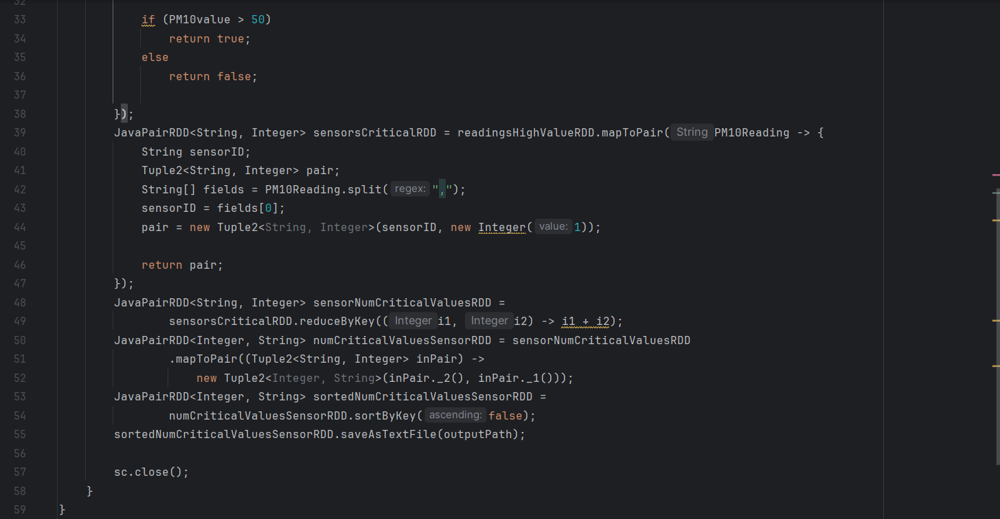 32
33 if (PM10value > 50)
34 return true;
35 else
36 return false;
37
38 });
39 JavaPairRDD<String, Integer> sensorsCriticalRDD = readingsHighValueRDD.mapToPair( String PM10Reading -> {
40 String sensorID;
41 Tuple2<String, Integer> pair;
42 String[] fields = PM10Reading.split( regex: ",");
43 sensorID = fields[0];
44 pair = new Tuple2<String, Integer>(sensorID, new Integer( value: 1));
45
46 return pair;
47 });
48 JavaPairRDD<String, Integer> sensorNumCriticalValuesRDD =
49 sensorsCriticalRDD.reduceByKey(( Integer i1, Integer i2) -> i1 + i2);
50 JavaPairRDD<Integer, String> numCriticalValuesSensorRDD = sensorNumCriticalValuesRDD
51 .mapToPair((Tuple2<String, Integer> inPair) ->
52 new Tuple2<Integer, String>(inPair._2(), inPair._1()));
53 JavaPairRDD<Integer, String> sortedNumCriticalValuesSensorRDD =
54 numCriticalValuesSensorRDD.sortByKey( ascending: false);
55 sortedNumCriticalValuesSensorRDD.saveAsTextFile(outputPath);
56
57 sc.close();
58 }
59 }